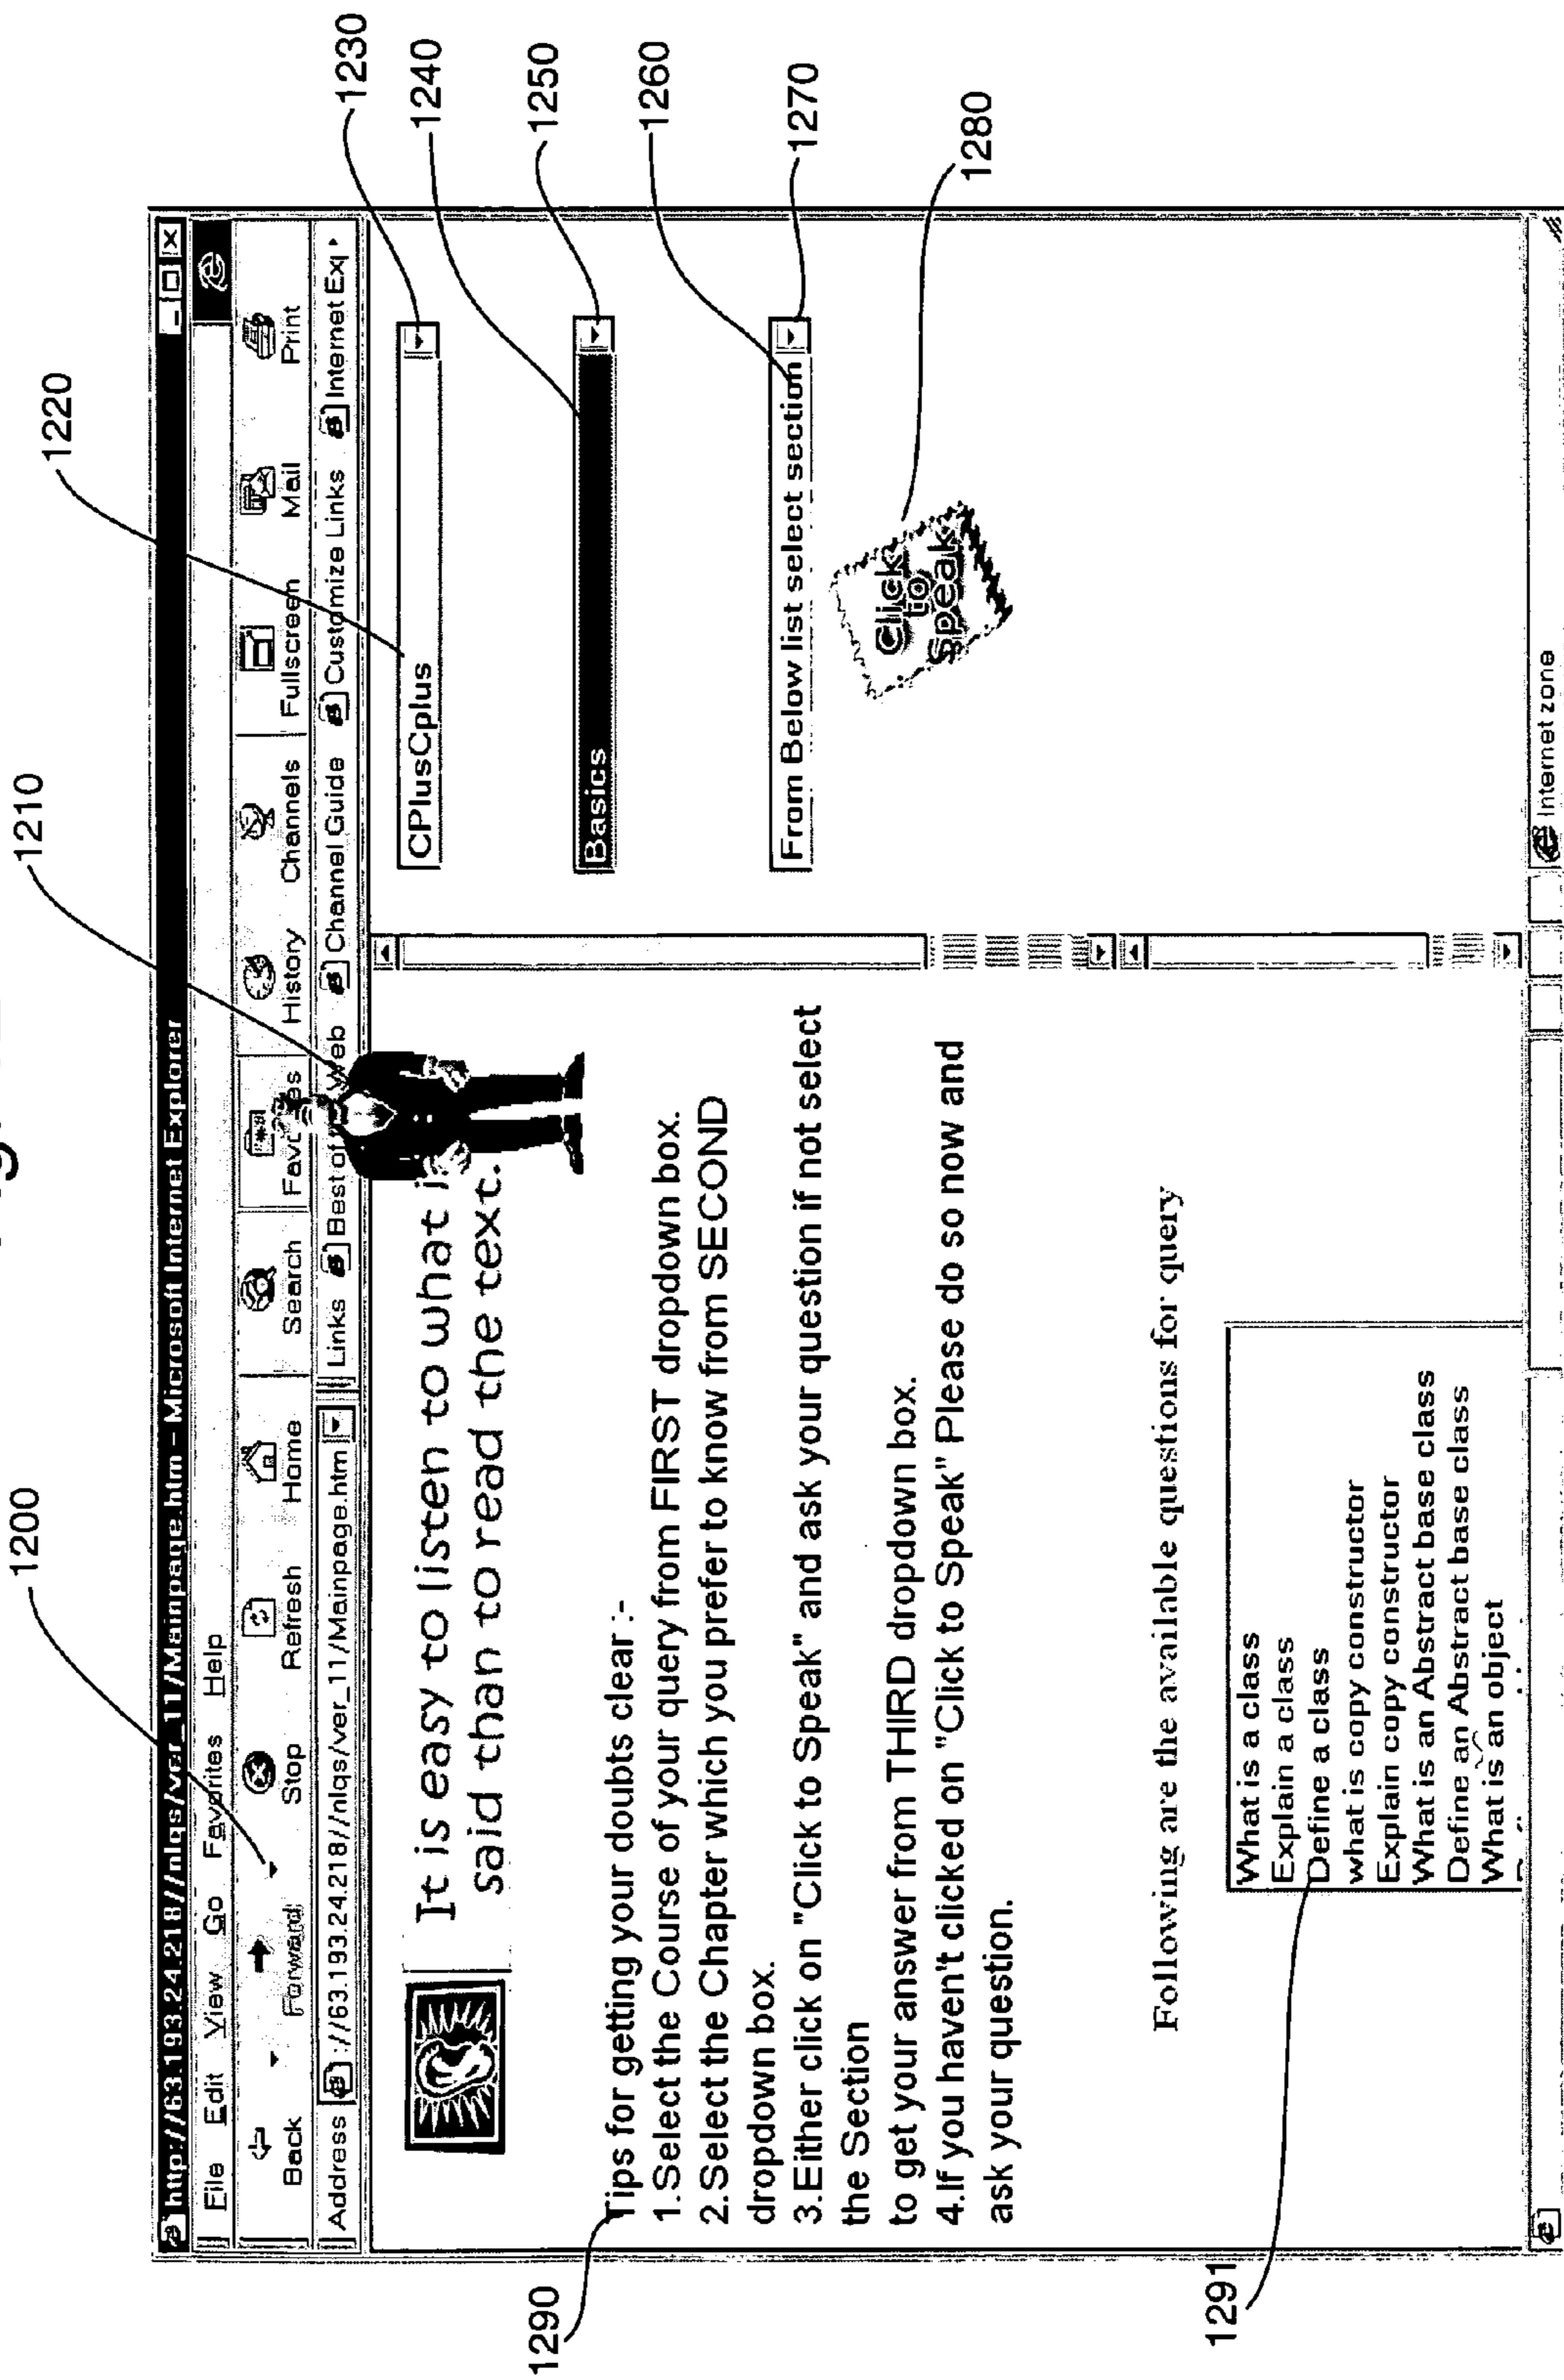 1200
1210
1220
http://63.193.24.218//nlqs/ver_11/Mainpage.htm - Microsoft Internet Explorer
File Edit View Go Favorites Help
Back Forward Stop Refresh Home Search History Channels Fullscreen Mail Print
Address ://63.193.24.218//nlqs/ver_11/Mainpage.htm Links Best of Web Channel Guide Customize Links Internet Exp
It is easy to listen to what
said than to read the text.
CPlusCplus
1230
1240
Tips for getting your doubts clear :-
1.Select the Course of your query from FIRST dropdown box.
2.Select the Chapter which you prefer to know from SECOND
dropdown box.
3.Either click on "Click to Speak" and ask your question if not select
the Section
to get your answer from THIRD dropdown box.
4.If you haven't clicked on "Click to Speak" Please do so now and
ask your question.
1290
Basics
1250
From Below list select section
1260
1270
Click
to
Speak
1280
Following are the available questions for query
What is a class
Explain a class
Define a class
what is copy constructor
Explain copy constructor
What is an Abstract base class
Define an Abstract base class
What is an object
1291
Internet zone